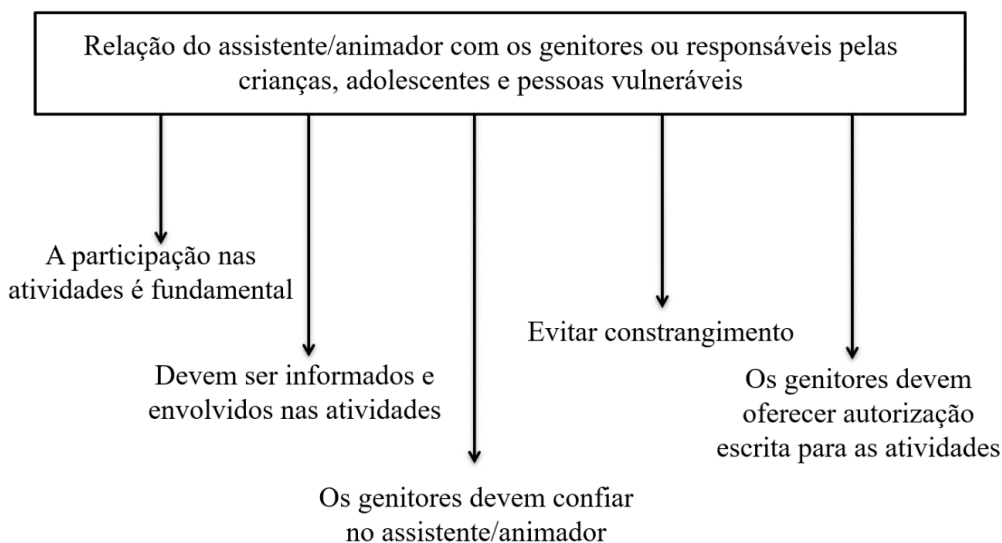 Relação do assistente/animador com os genitores ou responsáveis pelas
crianças, adolescentes e pessoas vulneráveis
A participação nas
atividades é fundamental
Devem ser informados e
envolvidos nas atividades
Os genitores devem confiar
no assistente/animador
Evitar constrangimento
Os genitores devem
oferecer autorização
escrita para as atividades